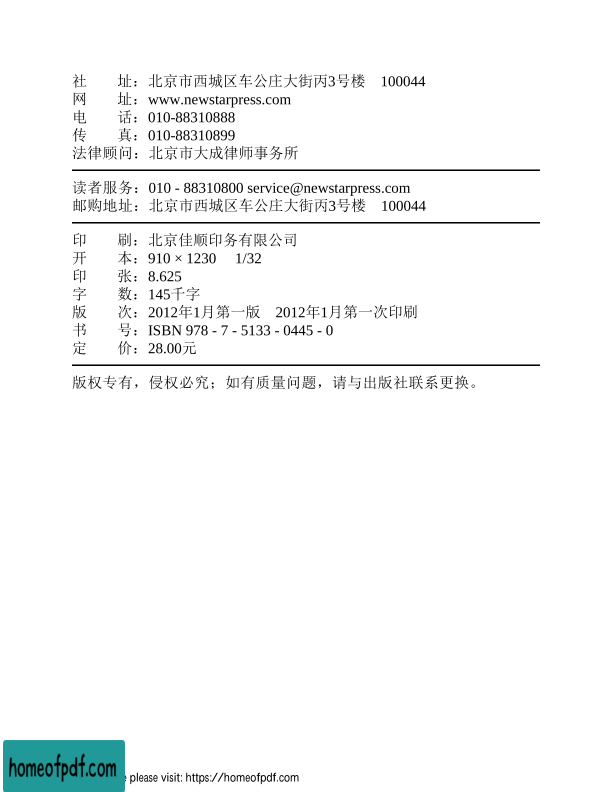 社　　址：北京市西城区车公庄大街丙3号楼　100044
网　　址：www.newstarpress.com
电　　话：010-88310888
传　　真：010-88310899
法律顾问：北京市大成律师事务所
读者服务：010 - 88310800 service@newstarpress.com
邮购地址：北京市西城区车公庄大街丙3号楼　100044
印　　刷：北京佳顺印务有限公司
开　　本：910 × 1230　1/32
印　　张：8.625
字　　数：145千字
版　　次：2012年1月第一版　2012年1月第一次印刷
书　　号：ISBN 978 - 7 - 5133 - 0445 - 0
定　　价：28.00元
版权专有，侵权必究；如有质量问题，请与出版社联系更换。
homeofpdf.com
please visit: https://homeofpdf.com